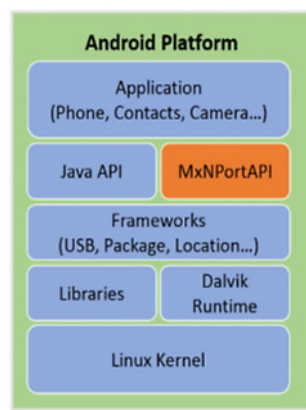 Android Platform
Application
(Phone, Contacts, Camera...)
Java API
MxNPortAPI
Frameworks
(USB, Package, Location...)
Libraries
Dalvik
Runtime
Linux Kernel